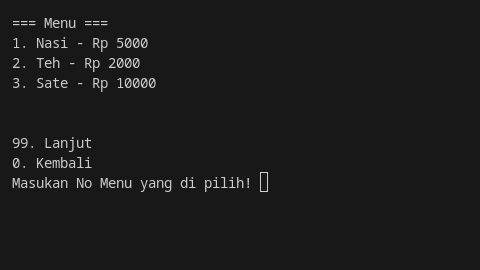 === Menu ===
1. Nasi - Rp 5000
2. Teh - Rp 2000
3. Sate - Rp 10000
99. Lanjut
0. Kembali
Masukan No Menu yang di pilih!